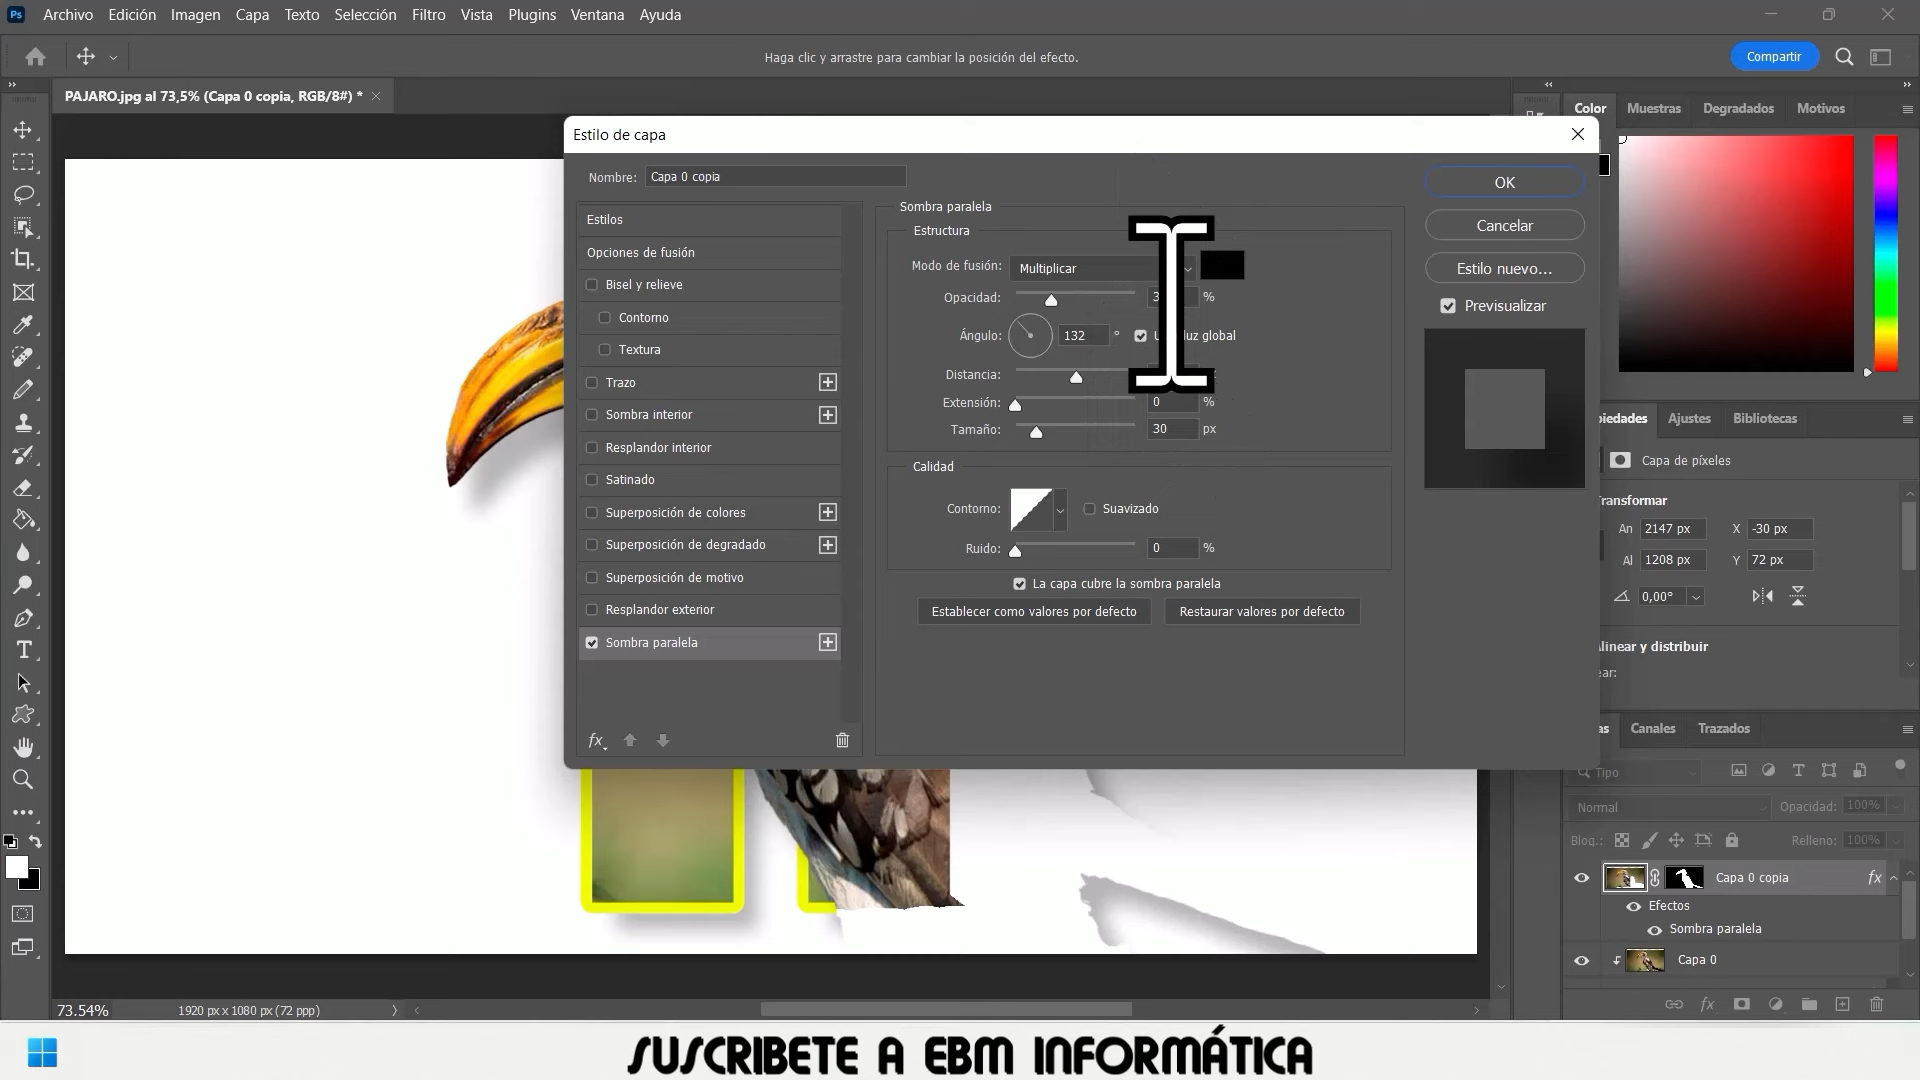 Ps Archivo Edición Imagen Capa Texto Selección Filtro Vista Plugins Ventana Ayuda
Haga clic y arrastre para cambiar la posición del efecto.
Compartir
PAJARO.jpg al 73,5% (Capa 0 copia, RGB/8#) *
Color Muestras Degradados Motivos
Estilo de capa
Nombre: Capa 0 copia
Estilos
Opciones de fusión
Bisel y relieve
Contorno
Textura
Trazo
Sombra interior
Resplandor interior
Satinado
Superposición de colores
Superposición de degradado
Superposición de motivo
Resplandor exterior
Sombra paralela
fx
Sombra paralela
Estructura
Modo de fusión: Multiplicar
Opacidad: %
Ángulo: 132 ° luz global
Distancia:
Extensión: 0 %
Tamaño: 30 px
Calidad
Contorno: Suavizado
Ruido: 0 %
La capa cubre la sombra paralela
Establecer como valores por defecto Restaurar valores por defecto
OK
Cancelar
Estilo nuevo...
Previsualizar
Ajustes Bibliotecas
Capa de píxeles
An 2147 px X -30 px
Al 1208 px Y 72 px
0,00°
Canales Trazados
Tipo
Normal Opacidad: 100%
Bloq.: Relleno: 100%
Capa 0 copia fx
Efectos
Sombra paralela
Capa 0
fx
73.54% 1920 px x 1080 px (72 ppp)
SUSCRIBETE A EBM INFORMÁTICA